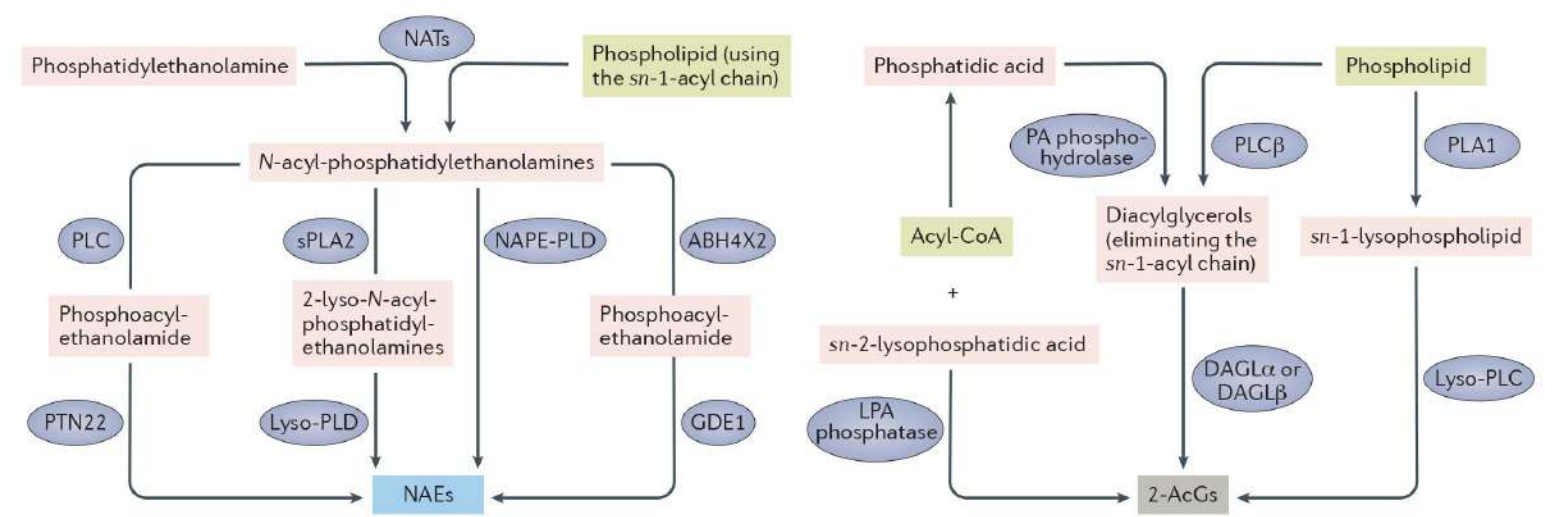 NATs
Phosphatidylethanolamine
Phospholipid (using
the sn-1-acyl chain)
N-acyl-phosphatidylethanolamines
PLC
sPLA2
NAPE-PLD
ABH4X2
Phosphoacyl-
ethanolamide
2-lyso-N-acyl-
phosphatidyl-
ethanolamines
Phosphoacyl-
ethanolamide
PTN22
Lyso-PLD
GDE1
NAEs
Phosphatidic acid
Phospholipid
PA phospho-
hydrolase
PLCβ
PLA1
Acyl-CoA
Diacylglycerols
(eliminating the
sn-1-acyl chain)
sn-1-lysophospholipid
+
sn-2-lysophosphatidic acid
LPA
phosphatase
DAGLα or
DAGLβ
Lyso-PLC
2-AcGs